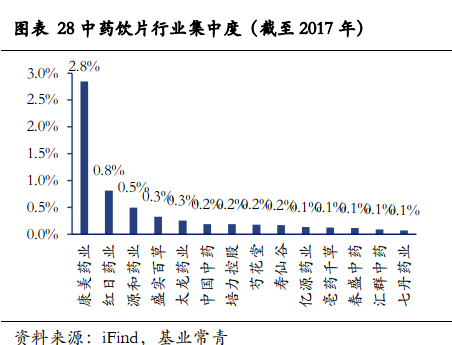 图表 28 中药饮片行业集中度（截至 2017 年）
3.0%
2.5%
2.0%
1.5%
1.0%
0.5%
0.0%
2.8%
0.8%
0.5%
0.3%
0.3%
0.2%
0.2%
0.2%
0.2%
0.1%
0.1%
0.1%
0.1%
0.1%
康美药业
红日药业
源和药业
盛实百草
大龙药业
中国中药
培力控股
芍花堂
寿仙谷
亿源药业
亳药千草
春盛中药
汇群中药
七丹药业
资料来源：iFind，基业常青